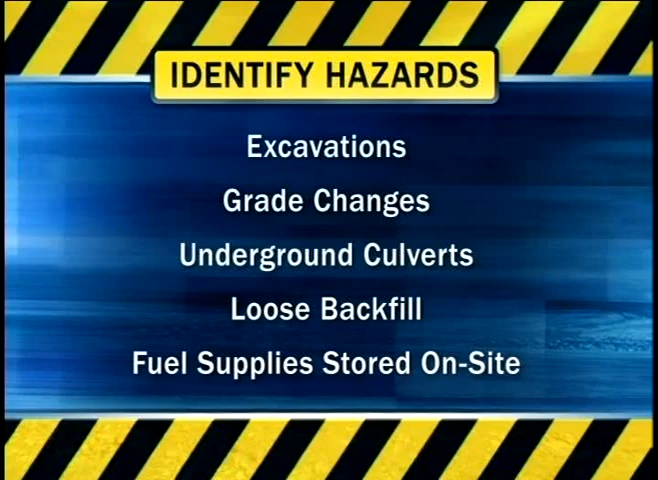 IDENTIFY HAZARDS
Excavations
Grade Changes
Underground Culverts
Loose Backfill
Fuel Supplies Stored On-Site